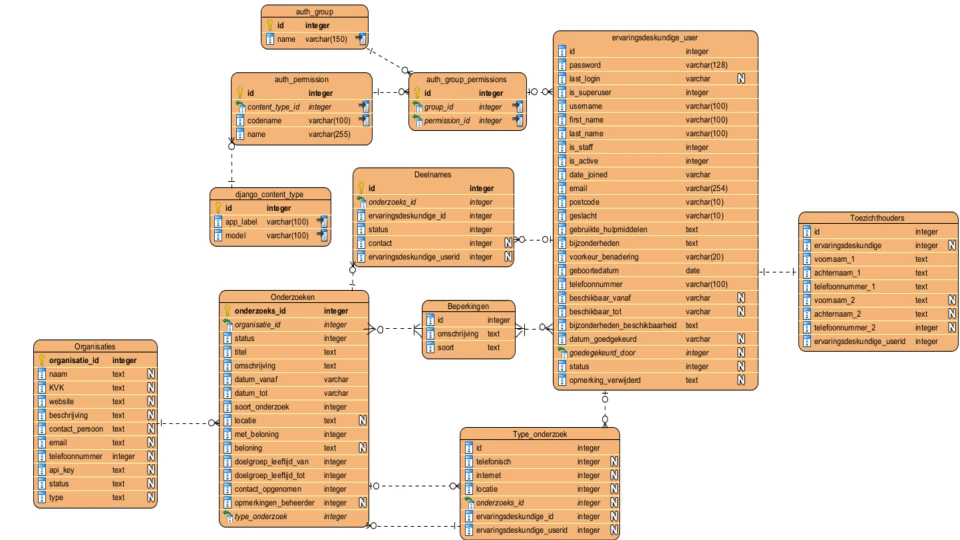 auth_group
id integer
name varchar(150)
auth_permission
id integer
content_type_id integer
codename varchar(100)
name varchar(255)
auth_group_permissions
id integer
group_id integer
permission_id integer
django_content_type
id integer
app_label varchar(100)
model varchar(100)
Deelnames
id integer
onderzoeks_id integer
ervaringsdeskundige_id integer
status integer
contact integer N
ervaringsdeskundige_userid integer N
ervaringsdeskundige_user
id integer
password varchar(128)
last_login varchar N
is_superuser integer
username varchar(100)
first_name varchar(100)
last_name varchar(100)
is_staff integer
is_active integer
date_joined varchar
email varchar(254)
postcode varchar(10)
geslacht varchar(10)
gebruikte_hulpmiddelen text
bijzonderheden text
voorkeur_benadering varchar(20)
geboortedatum date
telefoonnummer varchar(100)
beschikbaar_vanaf varchar N
beschikbaar_tot varchar N
bijzonderheden_beschikbaarheid text
datum_goedgekeurd varchar N
goedegekeurd_door integer N
status integer N
opmerking_verwijderd text N
Toezichthouders
id integer
ervaringsdeskundige integer N
voornaam_1 text
achternaam_1 text
telefoonnummer_1 text
voornaam_2 text N
achternaam_2 text N
telefoonnummer_2 integer N
ervaringsdeskundige_userid integer
Onderzoeken
onderzoeks_id integer
organisatie_id integer
status integer
titel text
omschrijving text
datum_vanaf varchar
datum_tot varchar
soort_onderzoek integer
locatie text N
met_beloning integer
beloning text N
doelgroep_leeftijd_van integer
doelgroep_leeftijd_tot integer
contact_opgenomen integer
opmerkingen_beheerder integer N
type_onderzoek integer
Beperkingen
id integer
omschrijving text
soort text
Organisaties
organisatie_id integer
naam text N
KVK text N
website text N
beschrijving text N
contact_persoon text N
email text N
telefoonnummer integer N
api_key text N
status text N
type text N
Type_onderzoek
id integer
telefonisch integer N
internet integer N
locatie integer N
onderzoeks_id integer N
ervaringsdeskundige_id integer N
ervaringsdeskundige_userid integer N